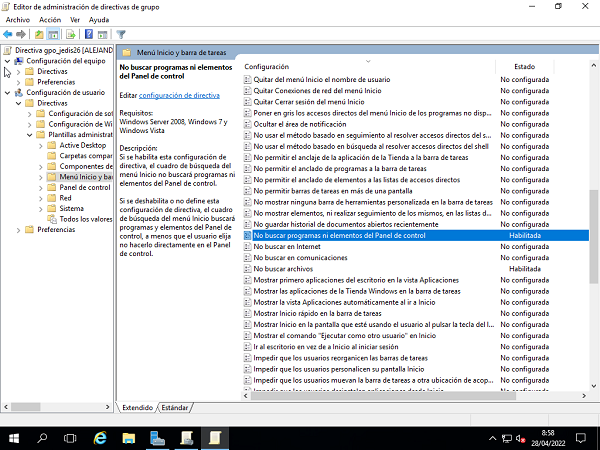 Editor de administración de directivas de grupo
Archivo Acción Ver Ayuda
Directiva gpo_jedis26 [ALEJAND
Configuración del equipo
Directivas
Preferencias
Configuración de usuario
Directivas
Configuración de sof
Configuración de Wi
Plantillas administrat
Active Desktop
Carpetas compar
Componentes de
Menú Inicio y bar
Panel de control
Red
Sistema
Todos los valores
Preferencias
Menú Inicio y barra de tareas
No buscar programas ni elementos del Panel de control
Editar configuración de directiva
Requisitos:
Windows Server 2008, Windows 7 y
Windows Vista
Descripción:
Si se habilita esta configuración de
directiva, el cuadro de búsqueda del
menú Inicio no buscará programas ni
elementos del Panel de control.
Si se deshabilita o no define esta
configuración de directiva, el cuadro
de búsqueda del menú Inicio buscará
programas y elementos del Panel de
control, a menos que el usuario elija
no hacerlo directamente en el Panel
de control.
Configuración Estado
Quitar del menú Inicio el nombre de usuario No configurada
Quitar Conexiones de red del menú Inicio No configurada
Quitar Cerrar sesión del menú Inicio No configurada
Poner en gris los accesos directos del menú Inicio de los programas no disp... No configurada
Ocultar el área de notificación No configurada
No usar el método basado en seguimiento al resolver accesos directos del s... No configurada
No usar el método basado en búsqueda al resolver accesos directos del shell No configurada
No permitir el anclaje de la aplicación de la Tienda a la barra de tareas No configurada
No permitir el anclado de programas a la barra de tareas No configurada
No permitir el anclado de elementos a las listas de accesos directos No configurada
No permitir barras de tareas en más de una pantalla No configurada
No mostrar ninguna barra de herramientas personalizada en la barra de tareas No configurada
No mostrar elementos, ni realizar seguimiento de los mismos, en las listas d... No configurada
No guardar historial de documentos abiertos recientemente No configurada
No buscar programas ni elementos del Panel de control Habilitada
No buscar en Internet No configurada
No buscar en comunicaciones No configurada
No buscar archivos Habilitada
Mostrar primero aplicaciones del escritorio en la vista Aplicaciones No configurada
Mostrar las aplicaciones de la Tienda Windows en la barra de tareas No configurada
Mostrar la vista Aplicaciones automáticamente al ir a Inicio No configurada
Mostrar Inicio rápido en la barra de tareas No configurada
Mostrar Inicio en la pantalla que esté usando el usuario al pulsar la tecla del l... No configurada
Mostrar el comando "Ejecutar como otro usuario" en Inicio No configurada
Ir al escritorio en vez de a Inicio al iniciar sesión No configurada
Impedir que los usuarios reorganicen las barras de tareas No configurada
Impedir que los usuarios personalicen su pantalla Inicio No configurada
Impedir que los usuarios muevan la barra de tareas a otra ubicación de acop... No configurada
Impedir que los usuarios desinstalen aplicaciones desde Inicio No configurada
Extendido Estándar
8:58
28/04/2022